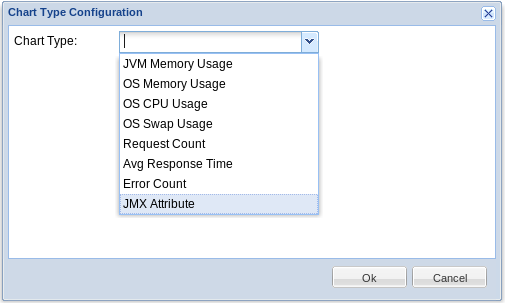 Chart Type Configuration
Chart Type:
JVM Memory Usage
OS Memory Usage
OS CPU Usage
OS Swap Usage
Request Count
Avg Response Time
Error Count
JMX Attribute
Ok Cancel